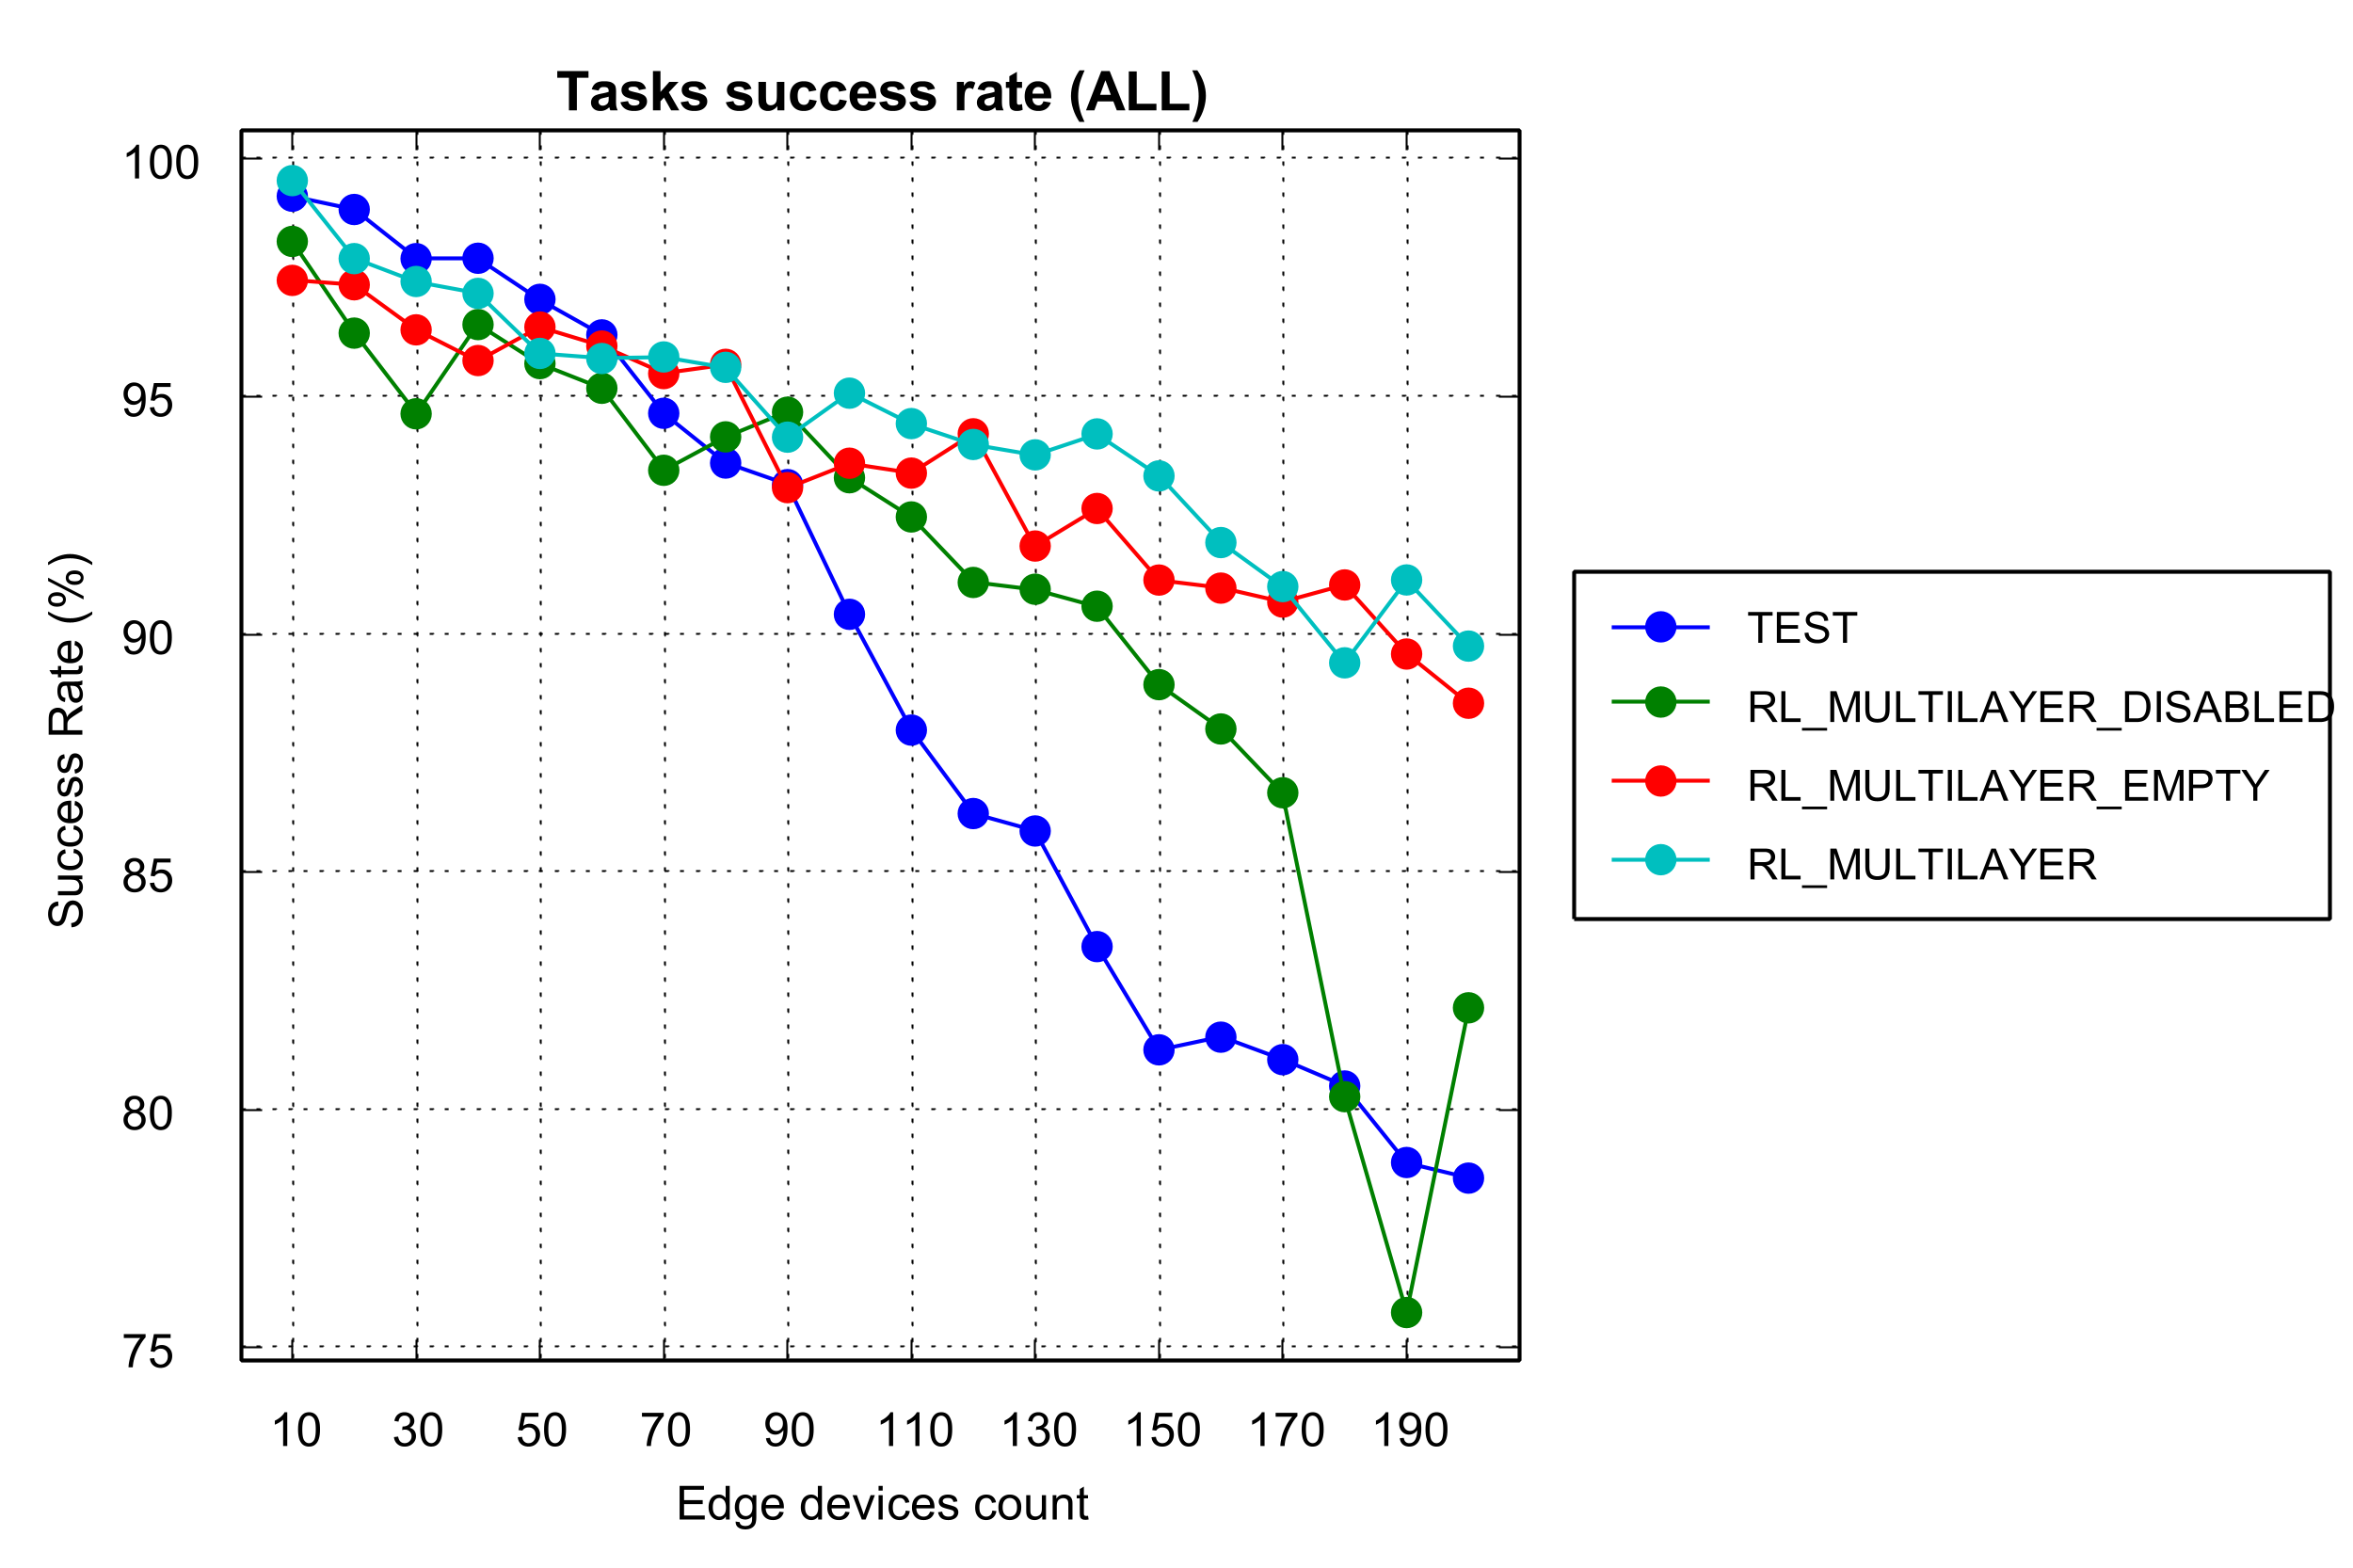 Tasks success rate (ALL)
100
95
90
85
80
75
Success Rate (%)
10 30 50 70 90 110 130 150 170 190
Edge devices count
TEST
RL_MULTILAYER_DISABLED
RL_MULTILAYER_EMPTY
RL_MULTILAYER